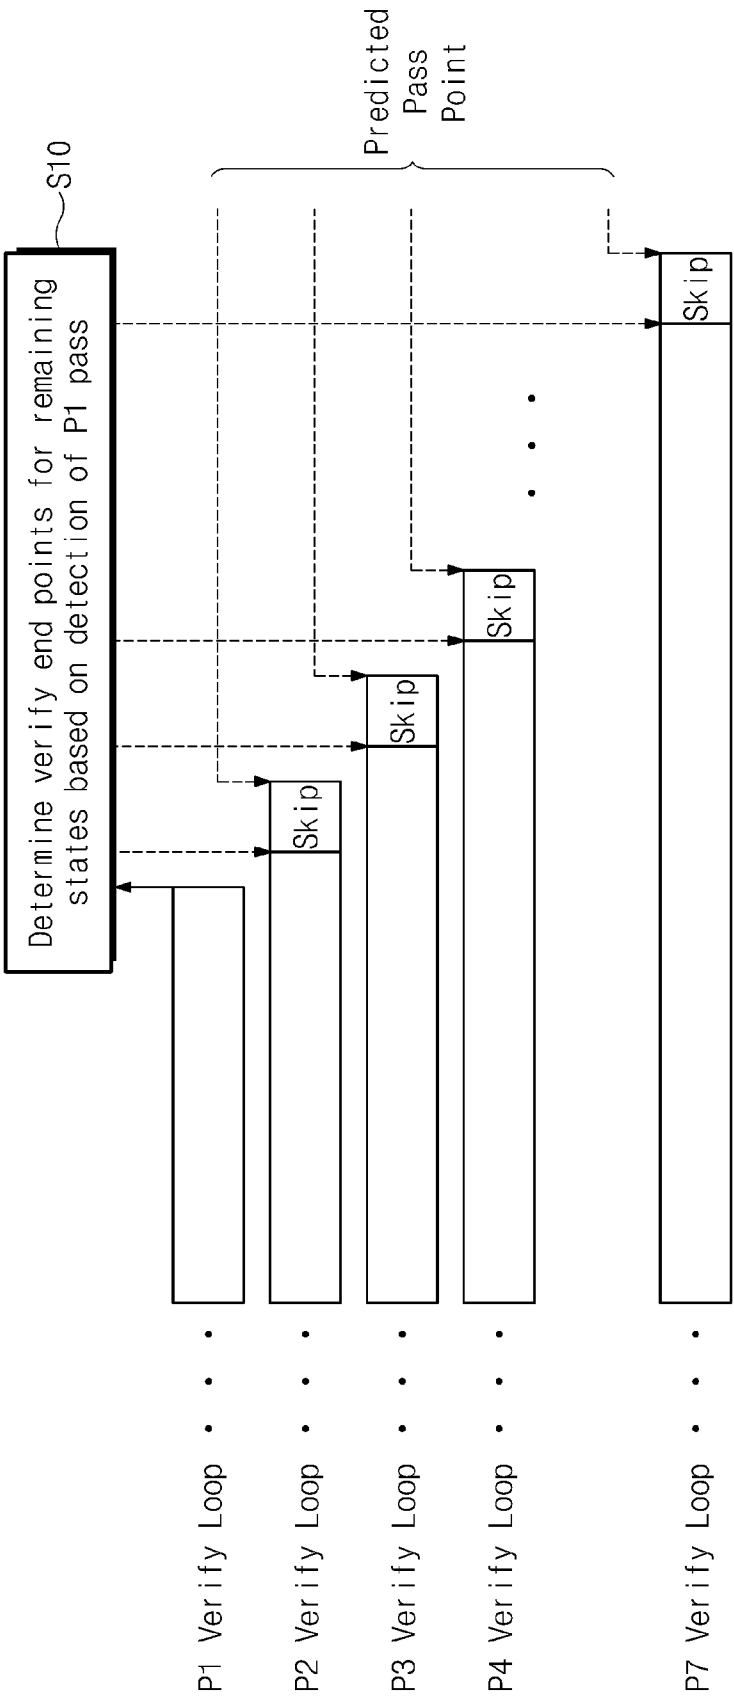 Determine verify end points for remaining
states based on detection of P1 pass
S10
P1 Verify Loop
P2 Verify Loop
Skip
P3 Verify Loop
Skip
P4 Verify Loop
Skip
P7 Verify Loop
Skip
Predicted
Pass
Point